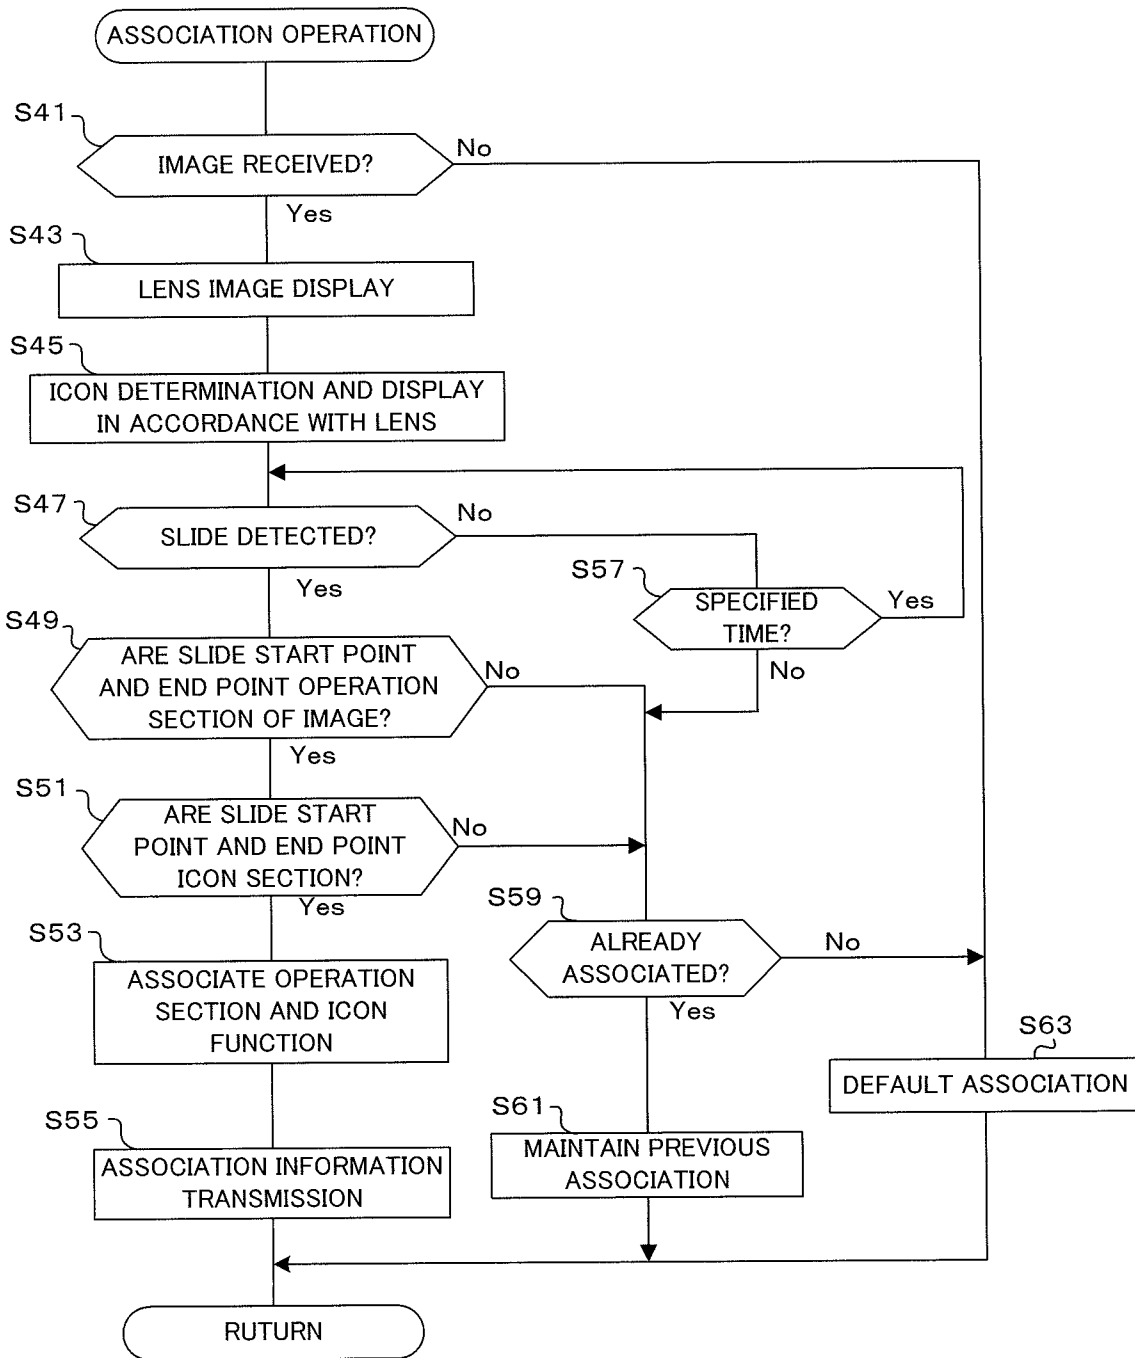 ASSOCIATION OPERATION
S41
IMAGE RECEIVED?
No
Yes
S43
LENS IMAGE DISPLAY
S45
ICON DETERMINATION AND DISPLAY
IN ACCORDANCE WITH LENS
S47
SLIDE DETECTED?
No
Yes
S57
SPECIFIED
TIME?
Yes
No
S49
ARE SLIDE START POINT
AND END POINT OPERATION
SECTION OF IMAGE?
No
Yes
S51
ARE SLIDE START
POINT AND END POINT
ICON SECTION?
No
Yes
S59
ALREADY
ASSOCIATED?
No
Yes
S53
ASSOCIATE OPERATION
SECTION AND ICON
FUNCTION
S63
DEFAULT ASSOCIATION
S61
MAINTAIN PREVIOUS
ASSOCIATION
S55
ASSOCIATION INFORMATION
TRANSMISSION
RUTURN